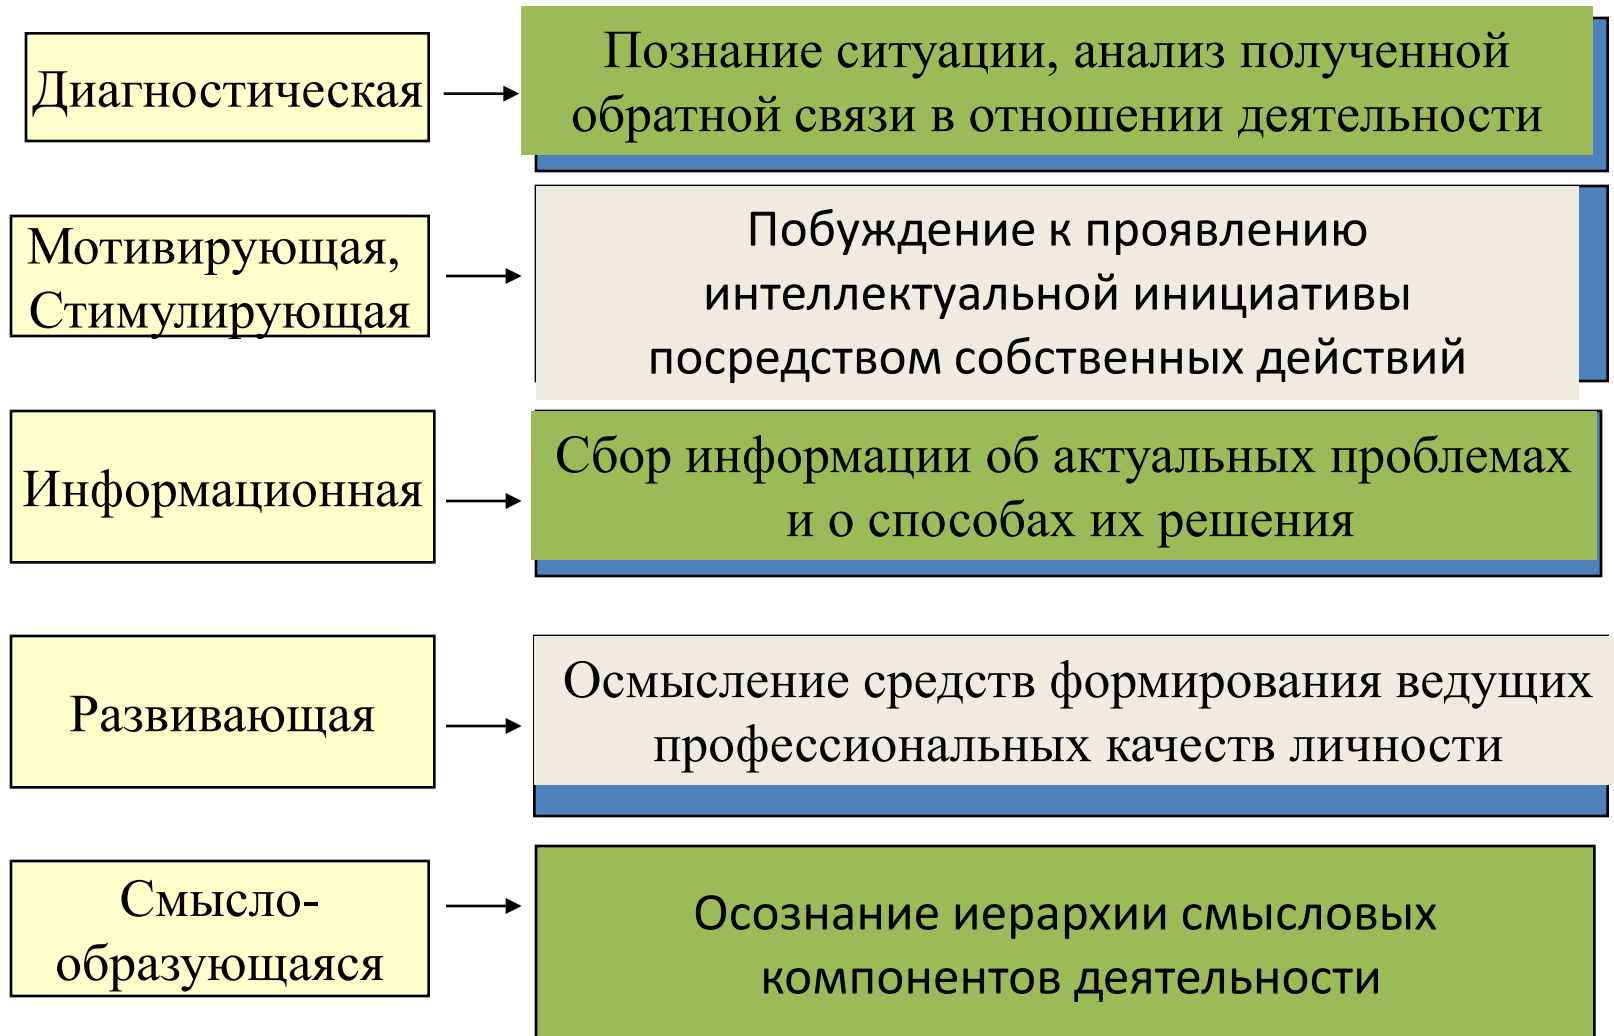 Диагностическая
Познание ситуации, анализ полученной
обратной связи в отношении деятельности
Мотивирующая,
Стимулирующая
Побуждение к проявлению
интеллектуальной инициативы
посредством собственных действий
Информационная
Сбор информации об актуальных проблемах
и о способах их решения
Развивающая
Осмысление средств формирования ведущих
профессиональных качеств личности
Смысло-
образующаяся
Осознание иерархии смысловых
компонентов деятельности